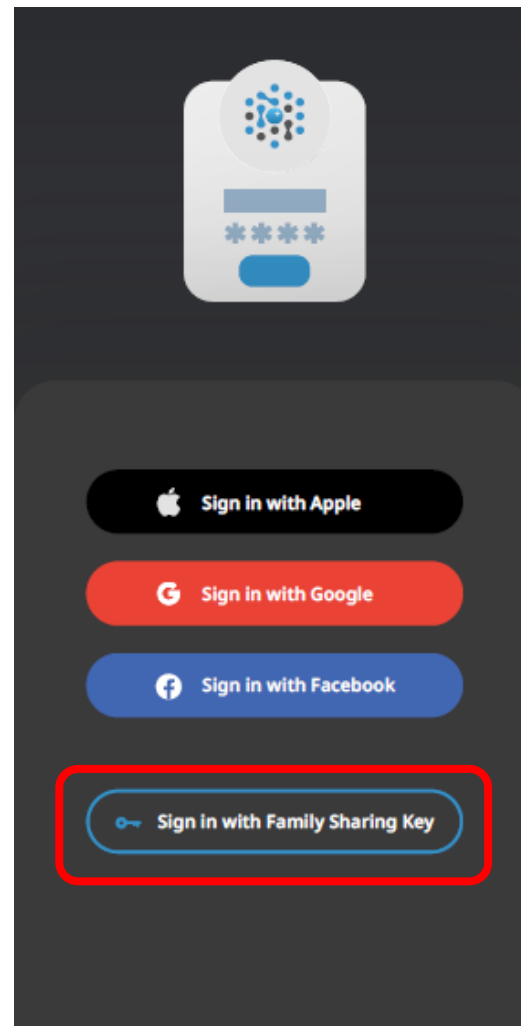 ****
Sign in with Apple
Sign in with Google
Sign in with Facebook
Sign in with Family Sharing Key